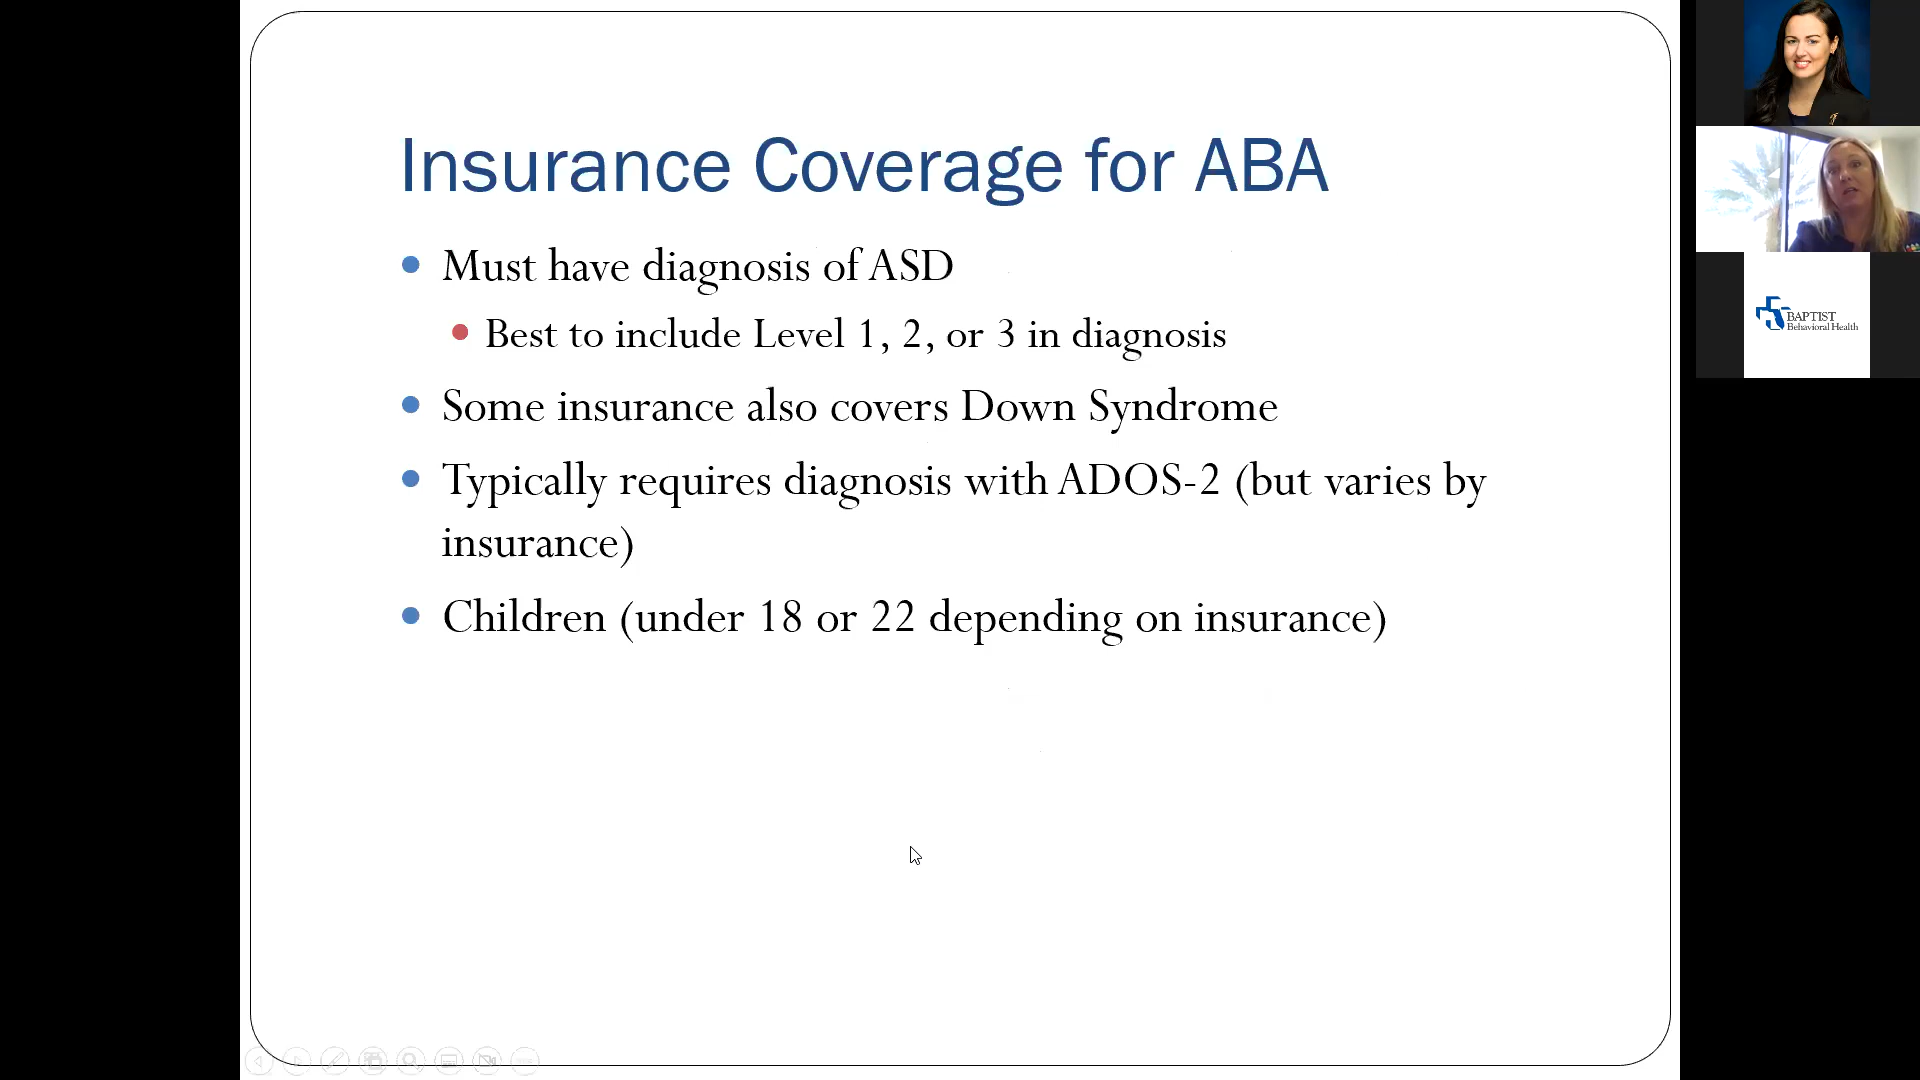 Insurance Coverage for ABA
Must have diagnosis of ASD
Best to include Level 1, 2, or 3 in diagnosis
Some insurance also covers Down Syndrome
Typically requires diagnosis with ADOS-2 (but varies by
insurance)
Children (under 18 or 22 depending on insurance)
BAPTIST
Behavioral Health